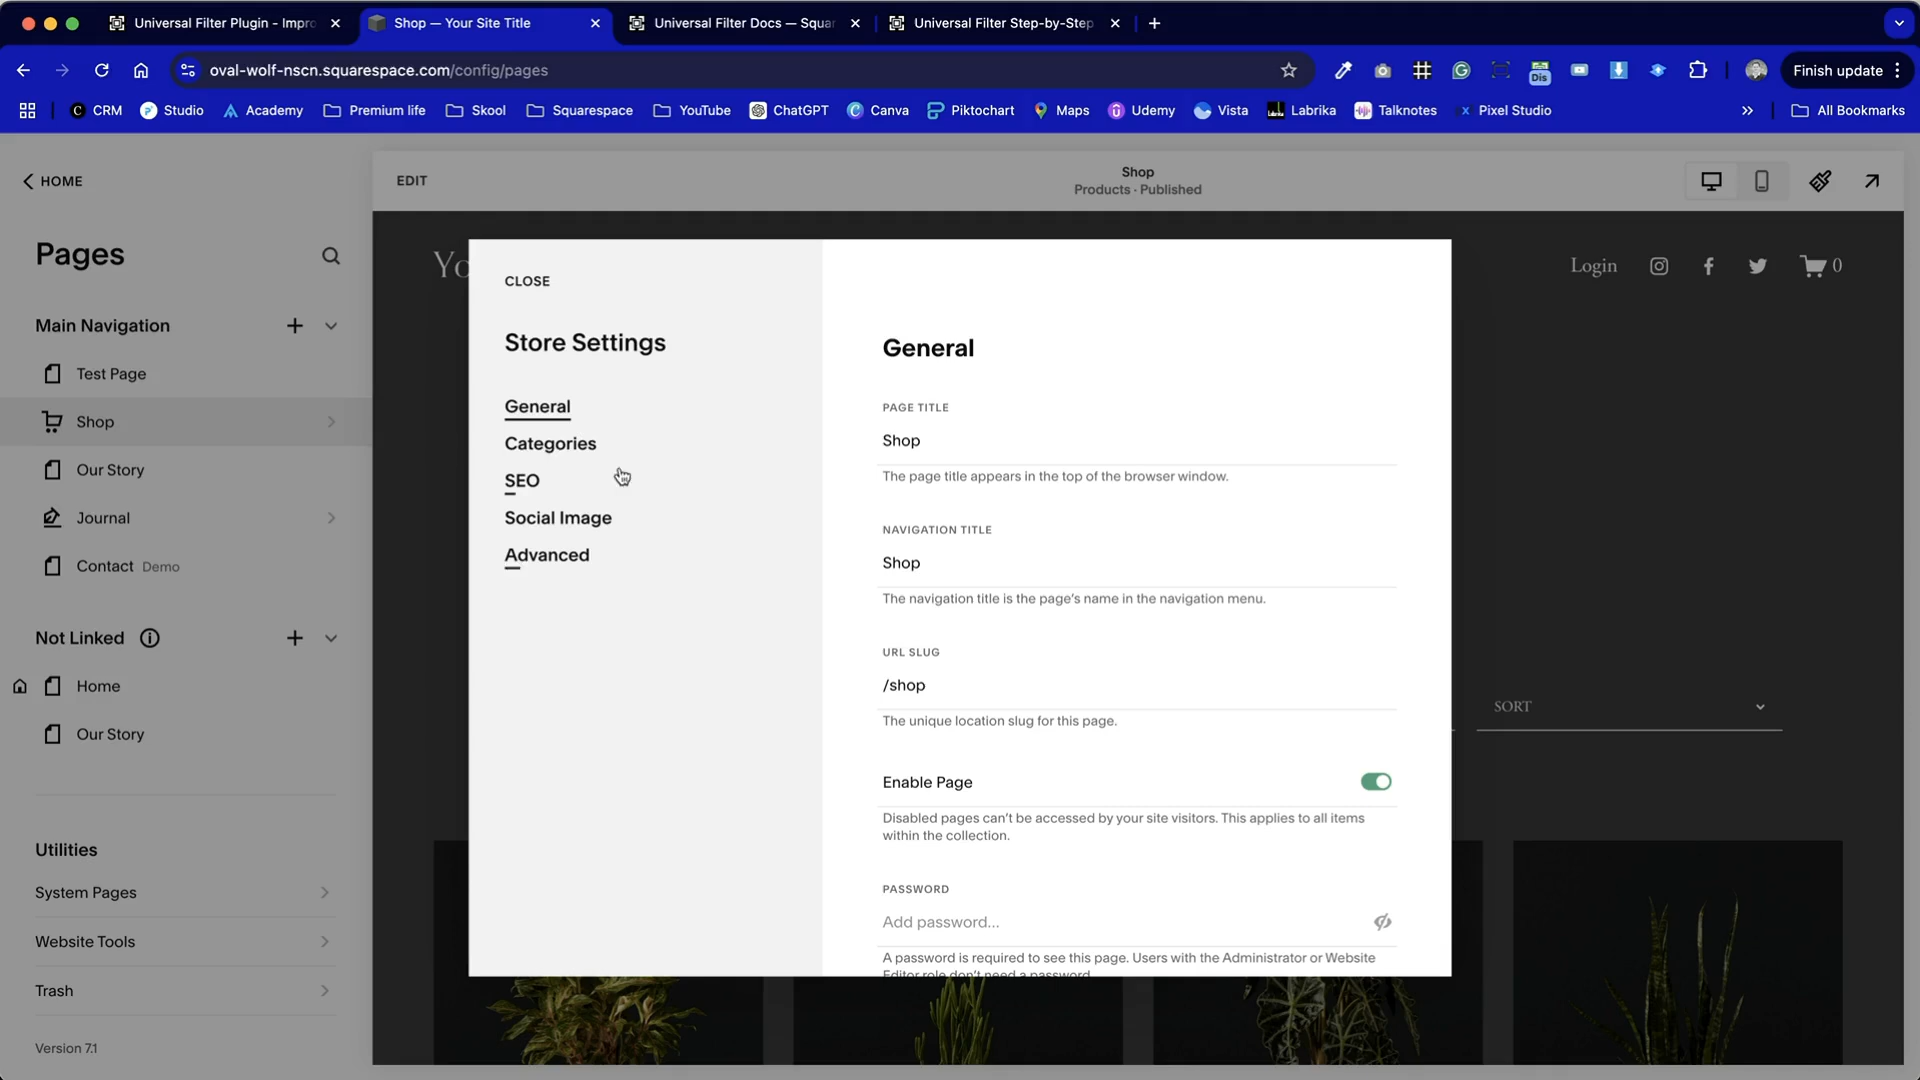 Universal Filter Plugin - Impro
Shop — Your Site Title
Universal Filter Docs — Squar
Universal Filter Step-by-Step
oval-wolf-nscn.squarespace.com/config/pages
Dis
Finish update
CRM
Studio
Academy
Premium life
Skool
Squarespace
YouTube
ChatGPT
Canva
Piktochart
Maps
Udemy
Vista
Labrika
Talknotes
Pixel Studio
All Bookmarks
HOME
EDIT
Shop
Products · Published
Pages
Main Navigation
Test Page
Shop
Our Story
Journal
Contact Demo
Not Linked
Home
Our Story
Utilities
System Pages
Website Tools
Trash
Version 7.1
Yo
Login
0
SORT
CLOSE
Store Settings
General
Categories
SEO
Social Image
Advanced
General
PAGE TITLE
Shop
The page title appears in the top of the browser window.
NAVIGATION TITLE
Shop
The navigation title is the page's name in the navigation menu.
URL SLUG
/shop
The unique location slug for this page.
Enable Page
Disabled pages can't be accessed by your site visitors. This applies to all items
within the collection.
PASSWORD
Add password...
A password is required to see this page. Users with the Administrator or Website
Editor role don't need a password